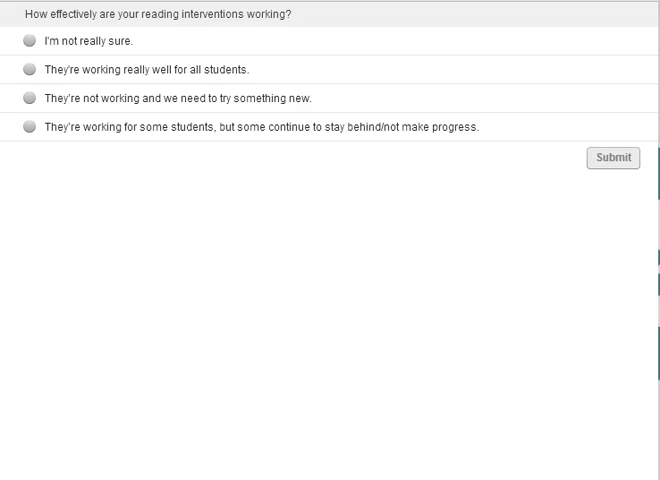 How effectively are your reading interventions working?
I'm not really sure.
They're working really well for all students.
They're not working and we need to try something new.
They're working for some students, but some continue to stay behind/not make progress.
Submit